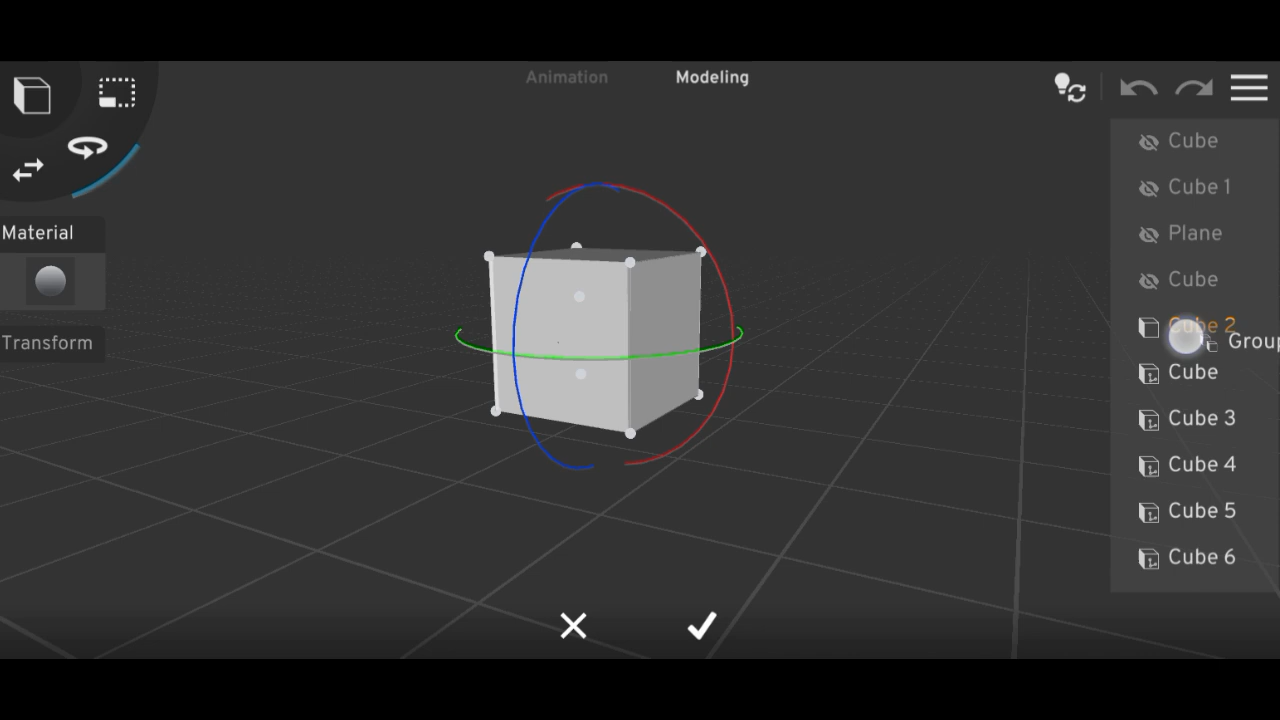 Animation
Modeling
Material
Transform
Cube
Cube 1
Plane
Cube
Cube 2
Group
Cube
Cube 3
Cube 4
Cube 5
Cube 6